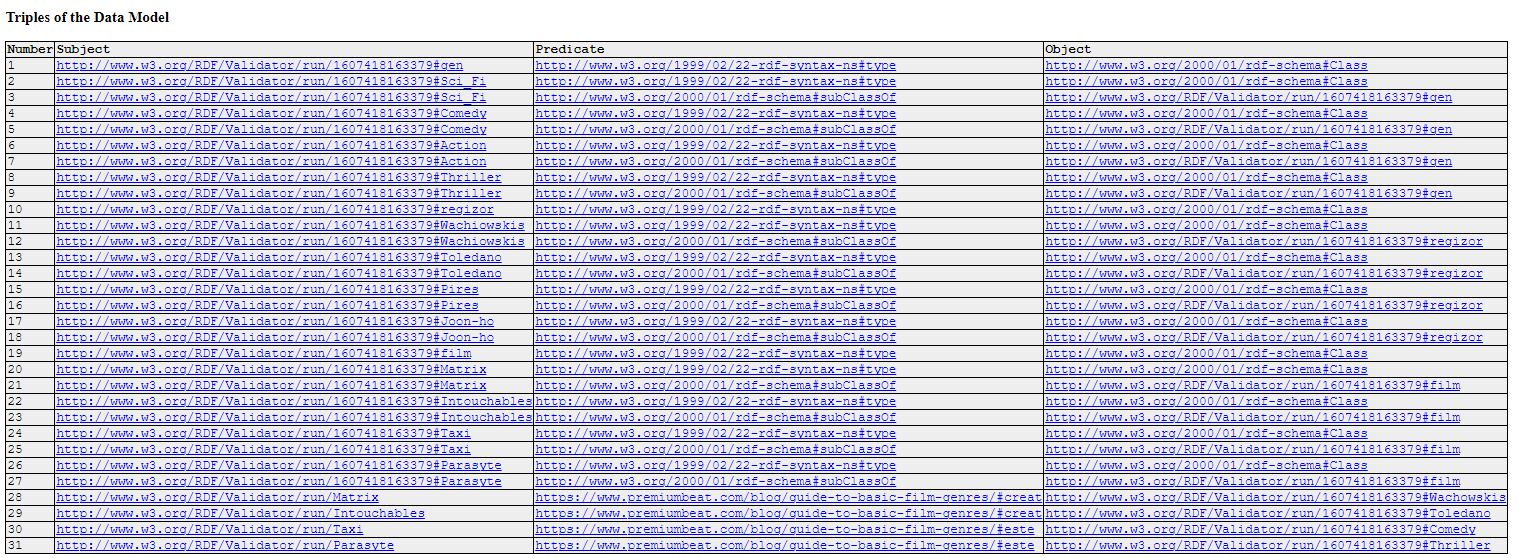 Triples of the Data Model
Number Subject Predicate Object
1 http://www.w3.org/RDF/Validator/run/1607418163379#gen http://www.w3.org/1999/02/22-rdf-syntax-ns#type http://www.w3.org/2000/01/rdf-schema#Class
2 http://www.w3.org/RDF/Validator/run/1607418163379#Sci_Fi http://www.w3.org/1999/02/22-rdf-syntax-ns#type http://www.w3.org/2000/01/rdf-schema#Class
3 http://www.w3.org/RDF/Validator/run/1607418163379#Sci_Fi http://www.w3.org/2000/01/rdf-schema#subClassOf http://www.w3.org/RDF/Validator/run/1607418163379#gen
4 http://www.w3.org/RDF/Validator/run/1607418163379#Comedy http://www.w3.org/1999/02/22-rdf-syntax-ns#type http://www.w3.org/2000/01/rdf-schema#Class
5 http://www.w3.org/RDF/Validator/run/1607418163379#Comedy http://www.w3.org/2000/01/rdf-schema#subClassOf http://www.w3.org/RDF/Validator/run/1607418163379#gen
6 http://www.w3.org/RDF/Validator/run/1607418163379#Action http://www.w3.org/1999/02/22-rdf-syntax-ns#type http://www.w3.org/2000/01/rdf-schema#Class
7 http://www.w3.org/RDF/Validator/run/1607418163379#Action http://www.w3.org/2000/01/rdf-schema#subClassOf http://www.w3.org/RDF/Validator/run/1607418163379#gen
8 http://www.w3.org/RDF/Validator/run/1607418163379#Thriller http://www.w3.org/1999/02/22-rdf-syntax-ns#type http://www.w3.org/2000/01/rdf-schema#Class
9 http://www.w3.org/RDF/Validator/run/1607418163379#Thriller http://www.w3.org/2000/01/rdf-schema#subClassOf http://www.w3.org/RDF/Validator/run/1607418163379#gen
10 http://www.w3.org/RDF/Validator/run/1607418163379#regizor http://www.w3.org/1999/02/22-rdf-syntax-ns#type http://www.w3.org/2000/01/rdf-schema#Class
11 http://www.w3.org/RDF/Validator/run/1607418163379#Wachiowskis http://www.w3.org/1999/02/22-rdf-syntax-ns#type http://www.w3.org/2000/01/rdf-schema#Class
12 http://www.w3.org/RDF/Validator/run/1607418163379#Wachiowskis http://www.w3.org/2000/01/rdf-schema#subClassOf http://www.w3.org/RDF/Validator/run/1607418163379#regizor
13 http://www.w3.org/RDF/Validator/run/1607418163379#Toledano http://www.w3.org/1999/02/22-rdf-syntax-ns#type http://www.w3.org/2000/01/rdf-schema#Class
14 http://www.w3.org/RDF/Validator/run/1607418163379#Toledano http://www.w3.org/2000/01/rdf-schema#subClassOf http://www.w3.org/RDF/Validator/run/1607418163379#regizor
15 http://www.w3.org/RDF/Validator/run/1607418163379#Pires http://www.w3.org/1999/02/22-rdf-syntax-ns#type http://www.w3.org/2000/01/rdf-schema#Class
16 http://www.w3.org/RDF/Validator/run/1607418163379#Pires http://www.w3.org/2000/01/rdf-schema#subClassOf http://www.w3.org/RDF/Validator/run/1607418163379#regizor
17 http://www.w3.org/RDF/Validator/run/1607418163379#Joon-ho http://www.w3.org/1999/02/22-rdf-syntax-ns#type http://www.w3.org/2000/01/rdf-schema#Class
18 http://www.w3.org/RDF/Validator/run/1607418163379#Joon-ho http://www.w3.org/2000/01/rdf-schema#subClassOf http://www.w3.org/RDF/Validator/run/1607418163379#regizor
19 http://www.w3.org/RDF/Validator/run/1607418163379#film http://www.w3.org/1999/02/22-rdf-syntax-ns#type http://www.w3.org/2000/01/rdf-schema#Class
20 http://www.w3.org/RDF/Validator/run/1607418163379#Matrix http://www.w3.org/1999/02/22-rdf-syntax-ns#type http://www.w3.org/2000/01/rdf-schema#Class
21 http://www.w3.org/RDF/Validator/run/1607418163379#Matrix http://www.w3.org/2000/01/rdf-schema#subClassOf http://www.w3.org/RDF/Validator/run/1607418163379#film
22 http://www.w3.org/RDF/Validator/run/1607418163379#Intouchables http://www.w3.org/1999/02/22-rdf-syntax-ns#type http://www.w3.org/2000/01/rdf-schema#Class
23 http://www.w3.org/RDF/Validator/run/1607418163379#Intouchables http://www.w3.org/2000/01/rdf-schema#subClassOf http://www.w3.org/RDF/Validator/run/1607418163379#film
24 http://www.w3.org/RDF/Validator/run/1607418163379#Taxi http://www.w3.org/1999/02/22-rdf-syntax-ns#type http://www.w3.org/2000/01/rdf-schema#Class
25 http://www.w3.org/RDF/Validator/run/1607418163379#Taxi http://www.w3.org/2000/01/rdf-schema#subClassOf http://www.w3.org/RDF/Validator/run/1607418163379#film
26 http://www.w3.org/RDF/Validator/run/1607418163379#Parasyte http://www.w3.org/1999/02/22-rdf-syntax-ns#type http://www.w3.org/2000/01/rdf-schema#Class
27 http://www.w3.org/RDF/Validator/run/1607418163379#Parasyte http://www.w3.org/2000/01/rdf-schema#subClassOf http://www.w3.org/RDF/Validator/run/1607418163379#film
28 http://www.w3.org/RDF/Validator/run/Matrix https://www.premiumbeat.com/blog/guide-to-basic-film-genres/#creat http://www.w3.org/RDF/Validator/run/1607418163379#Wachowskis
29 http://www.w3.org/RDF/Validator/run/Intouchables https://www.premiumbeat.com/blog/guide-to-basic-film-genres/#creat http://www.w3.org/RDF/Validator/run/1607418163379#Toledano
30 http://www.w3.org/RDF/Validator/run/Taxi https://www.premiumbeat.com/blog/guide-to-basic-film-genres/#este http://www.w3.org/RDF/Validator/run/1607418163379#Comedy
31 http://www.w3.org/RDF/Validator/run/Parasyte https://www.premiumbeat.com/blog/guide-to-basic-film-genres/#este http://www.w3.org/RDF/Validator/run/1607418163379#Thriller